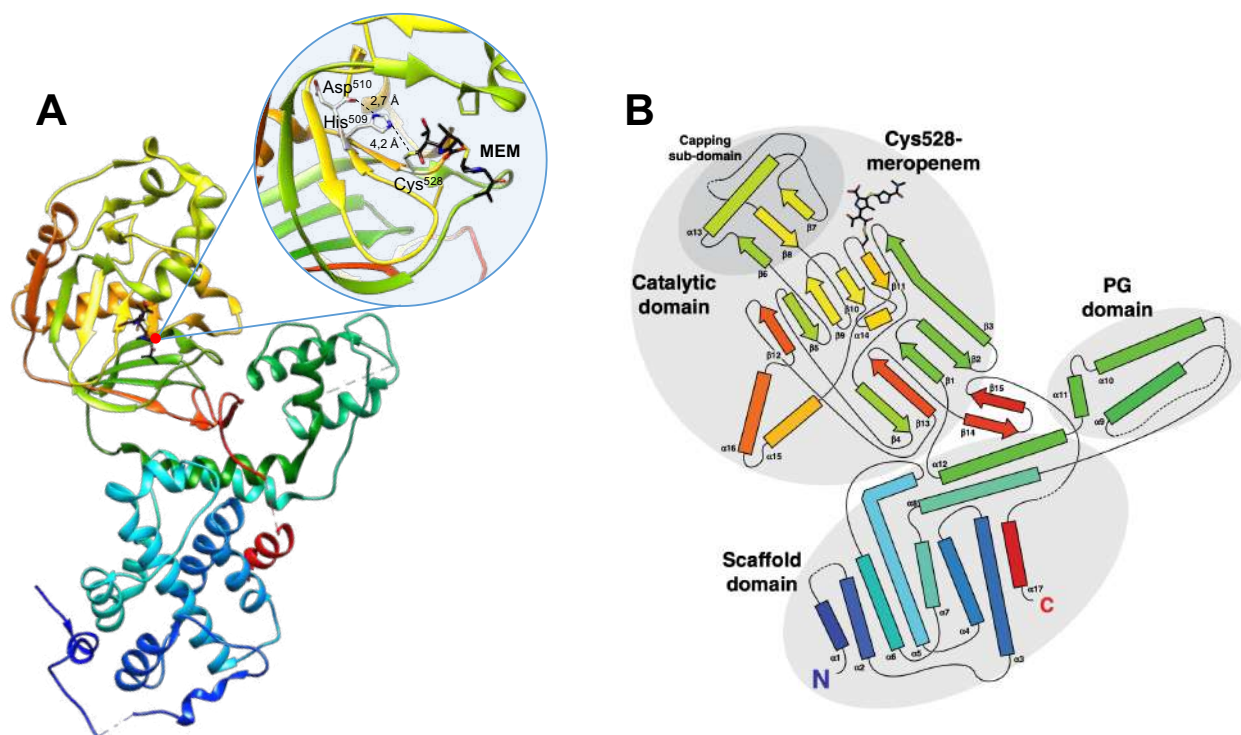 A
Asp510
2,7 Å
His509
4,2 Å
MEM
Cys528
B
Cys528-
meropenem
Capping
sub-domain
α13
β7
β8
β6
Catalytic
domain
β11
β10
β9
α14
β5
β12
β3
β2
β1
PG
domain
α10
α11
α9
β15
β14
β13
β4
α16
α15
α12
α8
Scaffold
domain
α17
C
α7
α4
α1
α2
α6
α5
α3
N